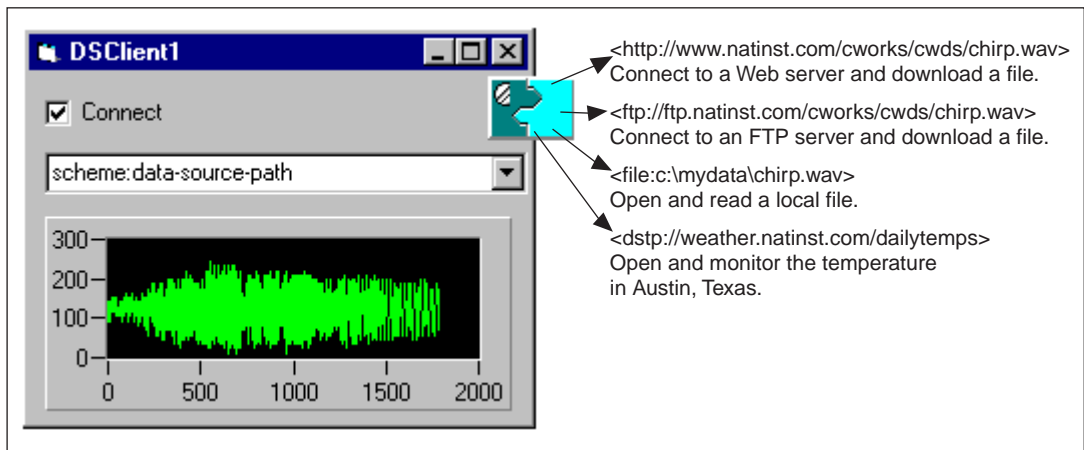 DSClient1
Connect
scheme:data-source-path
300
200
100
0
0 500 1000 1500 2000
<http://www.natinst.com/cworks/cwds/chirp.wav>
Connect to a Web server and download a file.
<ftp://ftp.natinst.com/cworks/cwds/chirp.wav>
Connect to an FTP server and download a file.
<file:c:\mydata\chirp.wav>
Open and read a local file.
<dstp://weather.natinst.com/dailytemps>
Open and monitor the temperature
in Austin, Texas.